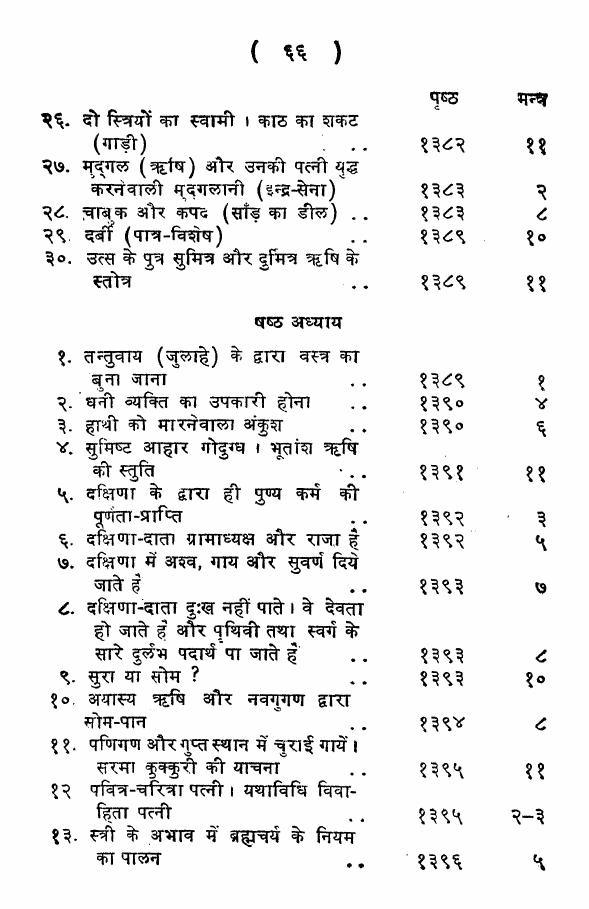 ( ६६ )
पृष्ठ मन्त्र
२६. दो स्त्रियों का स्वामी । काठ का शकट
(गाड़ी) .. १३८२ ११
२७. मृद्गल (ऋषि) और उनकी पत्नी युद्ध
करनेवाली मृद्गलानी (इन्द्र-सेना) १३८३ २
२८. चाबुक और कपर्द (साँड़ का डील) .. १३८३ ८
२९. दर्बी (पात्र-विशेष) .. १३८९ १०
३०. उत्स के पुत्र सुमित्र और दुर्मित्र ऋषि के
स्तोत्र .. १३८९ ११
षष्ठ अध्याय
१. तन्तुवाय (जुलाहे) के द्वारा वस्त्र का
बुना जाना .. १३८९ १
२. धनी व्यक्ति का उपकारी होना .. १३९० ४
३. हाथी को मारनेवाला अंकुश .. १३९० ६
४. सुमिष्ट आहार गोदुग्ध । भूतांश ऋषि
की स्तुति .. १३९१ ११
५. दक्षिणा के द्वारा ही पुण्य कर्म की
पूर्णता-प्राप्ति .. १३९२ ३
६. दक्षिणा-दाता ग्रामाध्यक्ष और राजा है १३९२ ५
७. दक्षिणा में अश्व, गाय और सुवर्ण दिये
जाते हैं .. १३९३ ७
८. दक्षिणा-दाता दुःख नहीं पाते । वे देवता
हो जाते हैं और पृथिवी तथा स्वर्ग के
सारे दुर्लभ पदार्थ पा जाते हैं .. १३९३ ८
९. सुरा या सोम ? .. १३९३ १०
१०. अयास्य ऋषि और नवगुगण द्वारा
सोम-पान .. १३९४ ८
११. पणिगण और गुप्त स्थान में चुराई गायें ।
सरमा कुक्कुरी की याचना .. १३९५ ११
१२ पवित्र-चरित्रा पत्नी । यथाविधि विवा-
हिता पत्नी .. १३९५ २-३
१३. स्त्री के अभाव में ब्रह्मचर्य के नियम
का पालन .. १३९६ ५